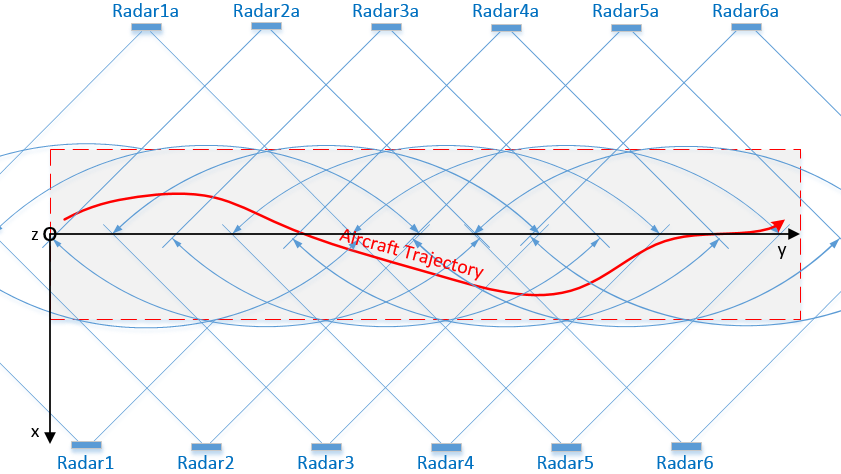 Radar1a Radar2a Radar3a Radar4a Radar5a Radar6a
z O
Aircraft Trajectory
y
x
Radar1 Radar2 Radar3 Radar4 Radar5 Radar6